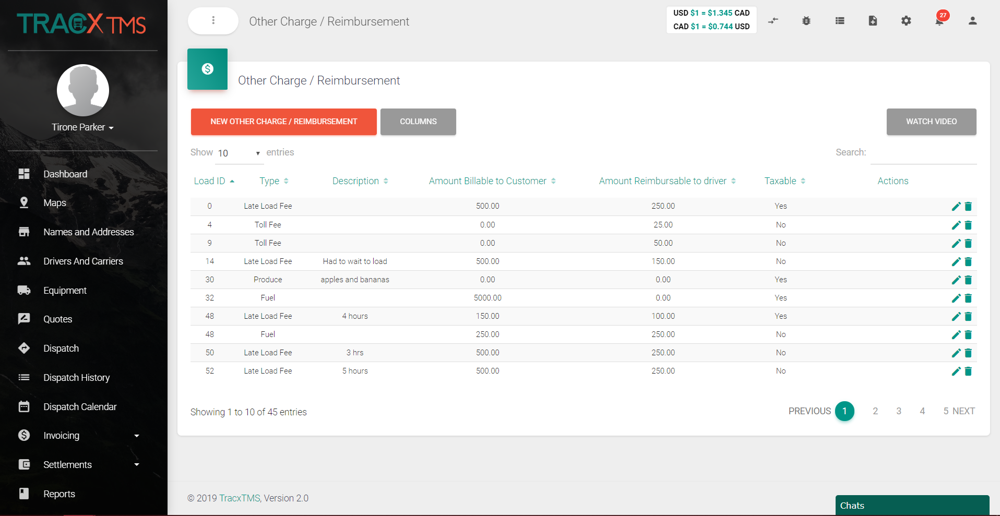 TRACX TMS
Tirone Parker
Dashboard
Maps
Names and Addresses
Drivers And Carriers
Equipment
Quotes
Dispatch
Dispatch History
Dispatch Calendar
Invoicing
Settlements
Reports
Other Charge / Reimbursement
USD $1 = $1.345 CAD
CAD $1 = $0.744 USD
27
Other Charge / Reimbursement
NEW OTHER CHARGE / REIMBURSEMENT COLUMNS WATCH VIDEO
Show 10 entries Search:
Load ID Type Description Amount Billable to Customer Amount Reimbursable to driver Taxable Actions
0 Late Load Fee 500.00 250.00 Yes
4 Toll Fee 0.00 25.00 No
9 Toll Fee 0.00 50.00 No
14 Late Load Fee Had to wait to load 500.00 150.00 No
30 Produce apples and bananas 0.00 0.00 Yes
32 Fuel 5000.00 0.00 Yes
48 Late Load Fee 4 hours 150.00 100.00 Yes
48 Fuel 250.00 250.00 No
50 Late Load Fee 3 hrs 500.00 250.00 No
52 Late Load Fee 5 hours 500.00 250.00 No
Showing 1 to 10 of 45 entries PREVIOUS 1 2 3 4 5 NEXT
© 2019 TracxTMS, Version 2.0
Chats